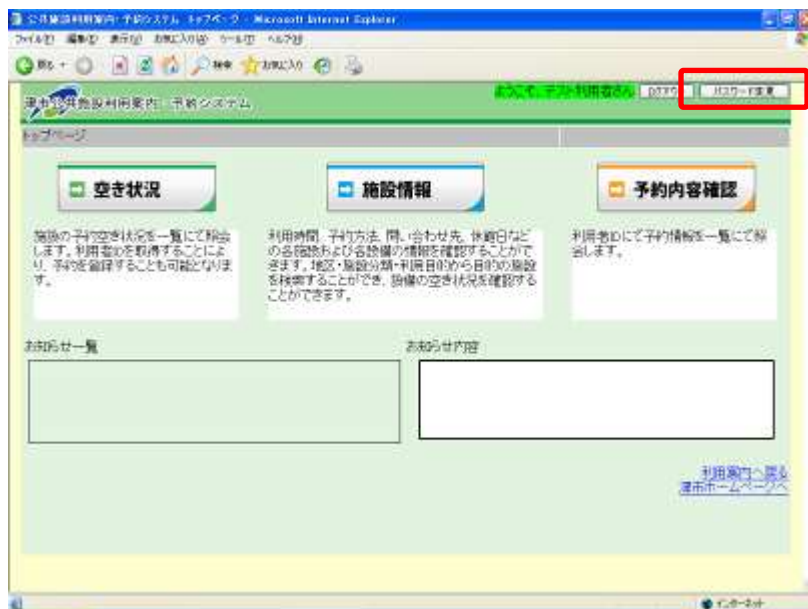 公共施設利用案内・予約システム トップページ - Microsoft Internet Explorer
ファイル(F) 編集(E) 表示(V) お気に入り(A) ツール(T) ヘルプ(H)
戻る 検索 お気に入り
津市公共施設利用案内・予約システム
ようこそ、テスト利用者さん ログアウト パスワード変更
トップページ
空き状況 施設情報 予約内容確認
施設の予約空き状況を一覧にて照会
します。利用者IDを取得することによ
り、予約を登録することも可能となりま
す。
利用時間、予約方法、問い合わせ先、休館日など
の各施設および各設備の情報を確認することがで
きます。地区・施設分類・利用目的から目的の施設
を検索することができ、設備の空き状況を確認する
ことができます。
利用者IDにて予約情報を一覧にて照
会します。
お知らせ一覧 お知らせ内容
利用案内へ戻る
津市ホームページへ
インターネット